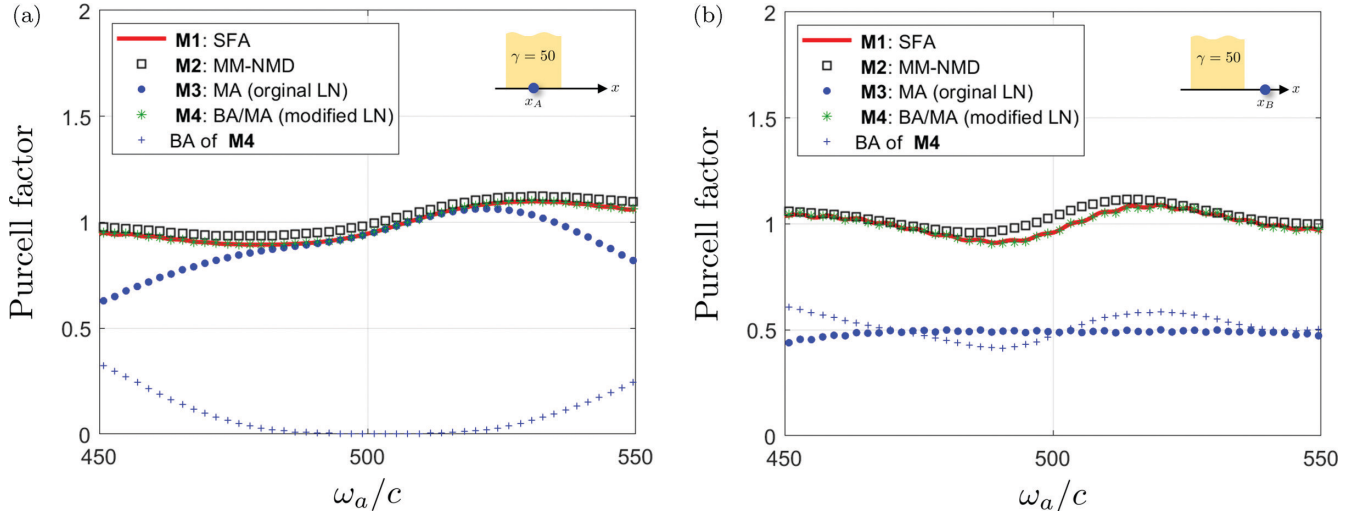 (a)
Purcell factor
2
1.5
1
0.5
0
M1: SFA
M2: MM-NMD
M3: MA (orginal LN)
M4: BA/MA (modified LN)
BA of M4
γ = 50
x
x_A
450
500
550
ω_a/c
(b)
Purcell factor
2
1.5
1
0.5
0
M1: SFA
M2: MM-NMD
M3: MA (orginal LN)
M4: BA/MA (modified LN)
BA of M4
γ = 50
x
x_B
450
500
550
ω_a/c